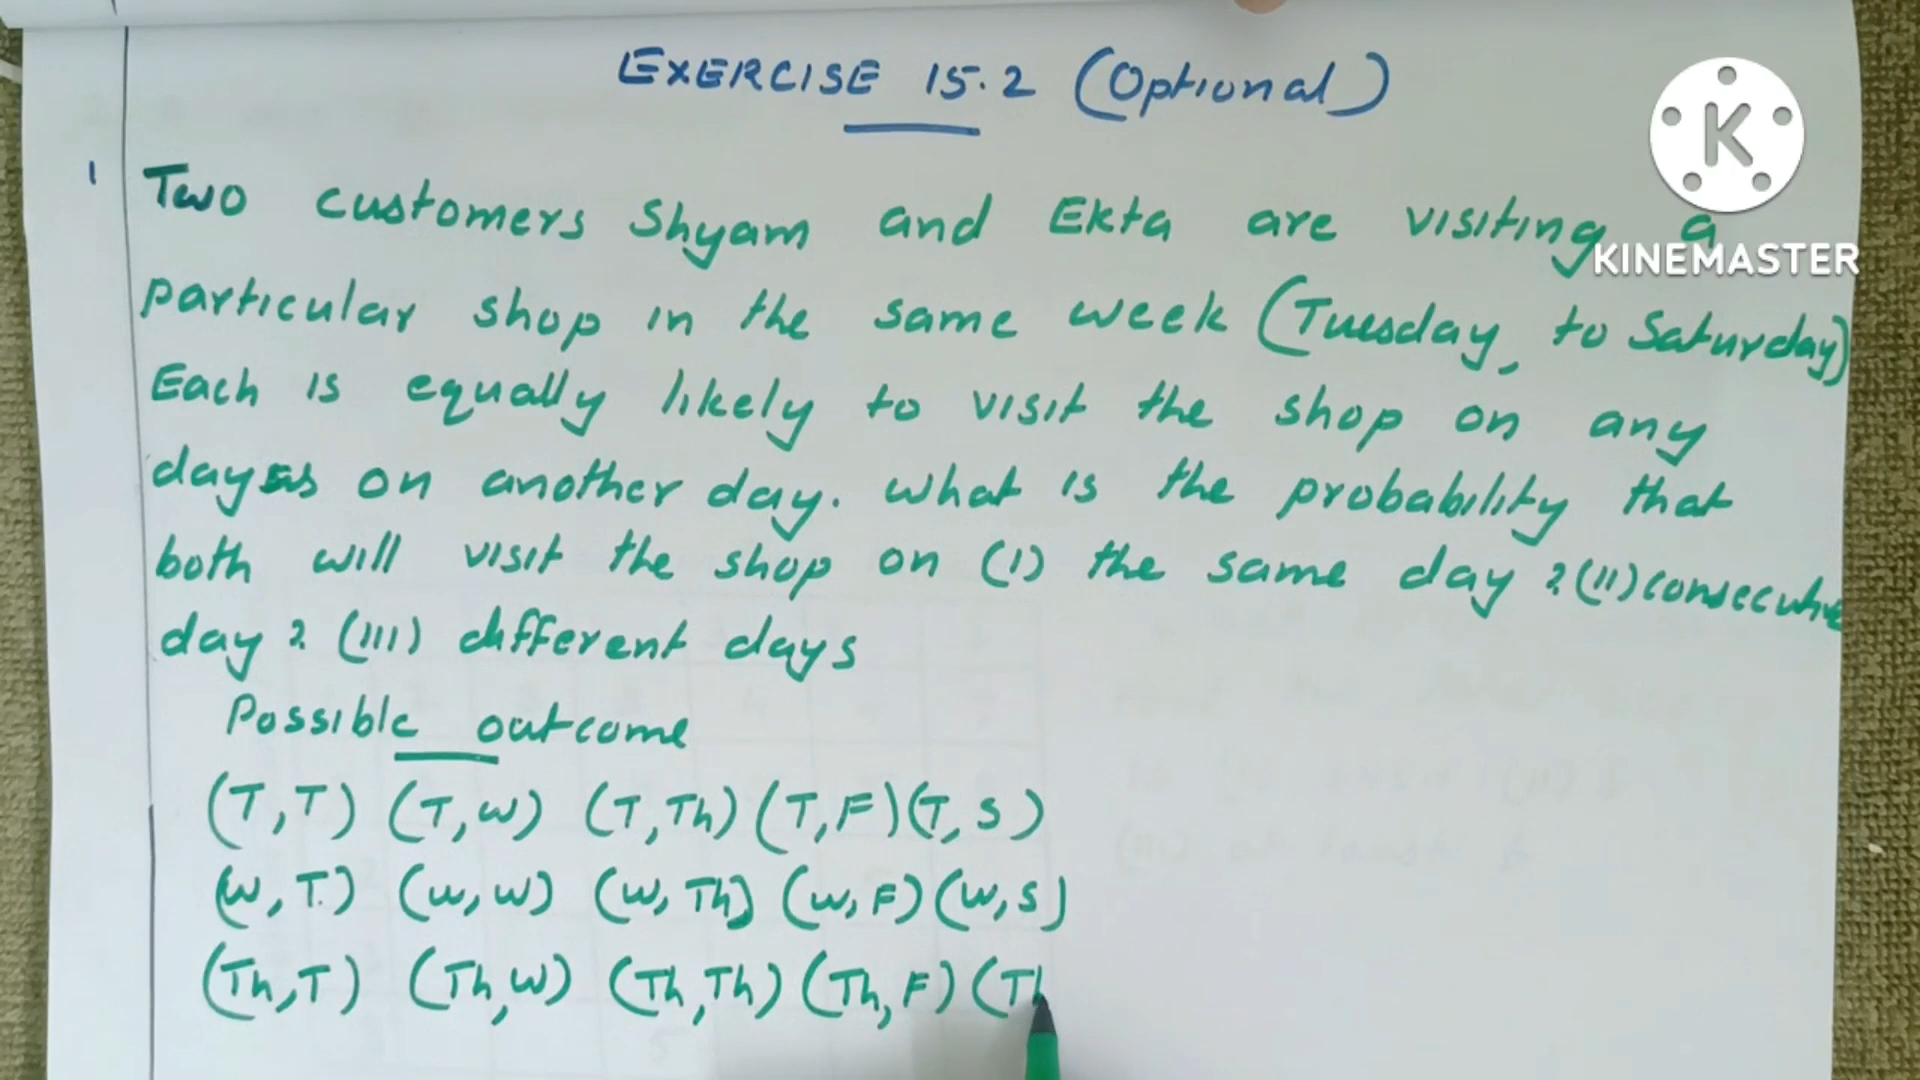 EXERCISE 15.2 (Optional)
K
KINEMASTER
1 Two customers Shyam and Ekta are visiting a
particular shop in the same week (Tuesday to Saturday)
Each is equally likely to visit the shop on any
day as on another day. What is the probability that
both will visit the shop on (I) the same day ? (II) consecutive
day ? (III) different days
Possible outcome
(T,T) (T,W) (T,Th) (T,F) (T,S)
(W,T) (W,W) (W,Th) (W,F) (W,S)
(Th,T) (Th,W) (Th,Th) (Th,F) (Th